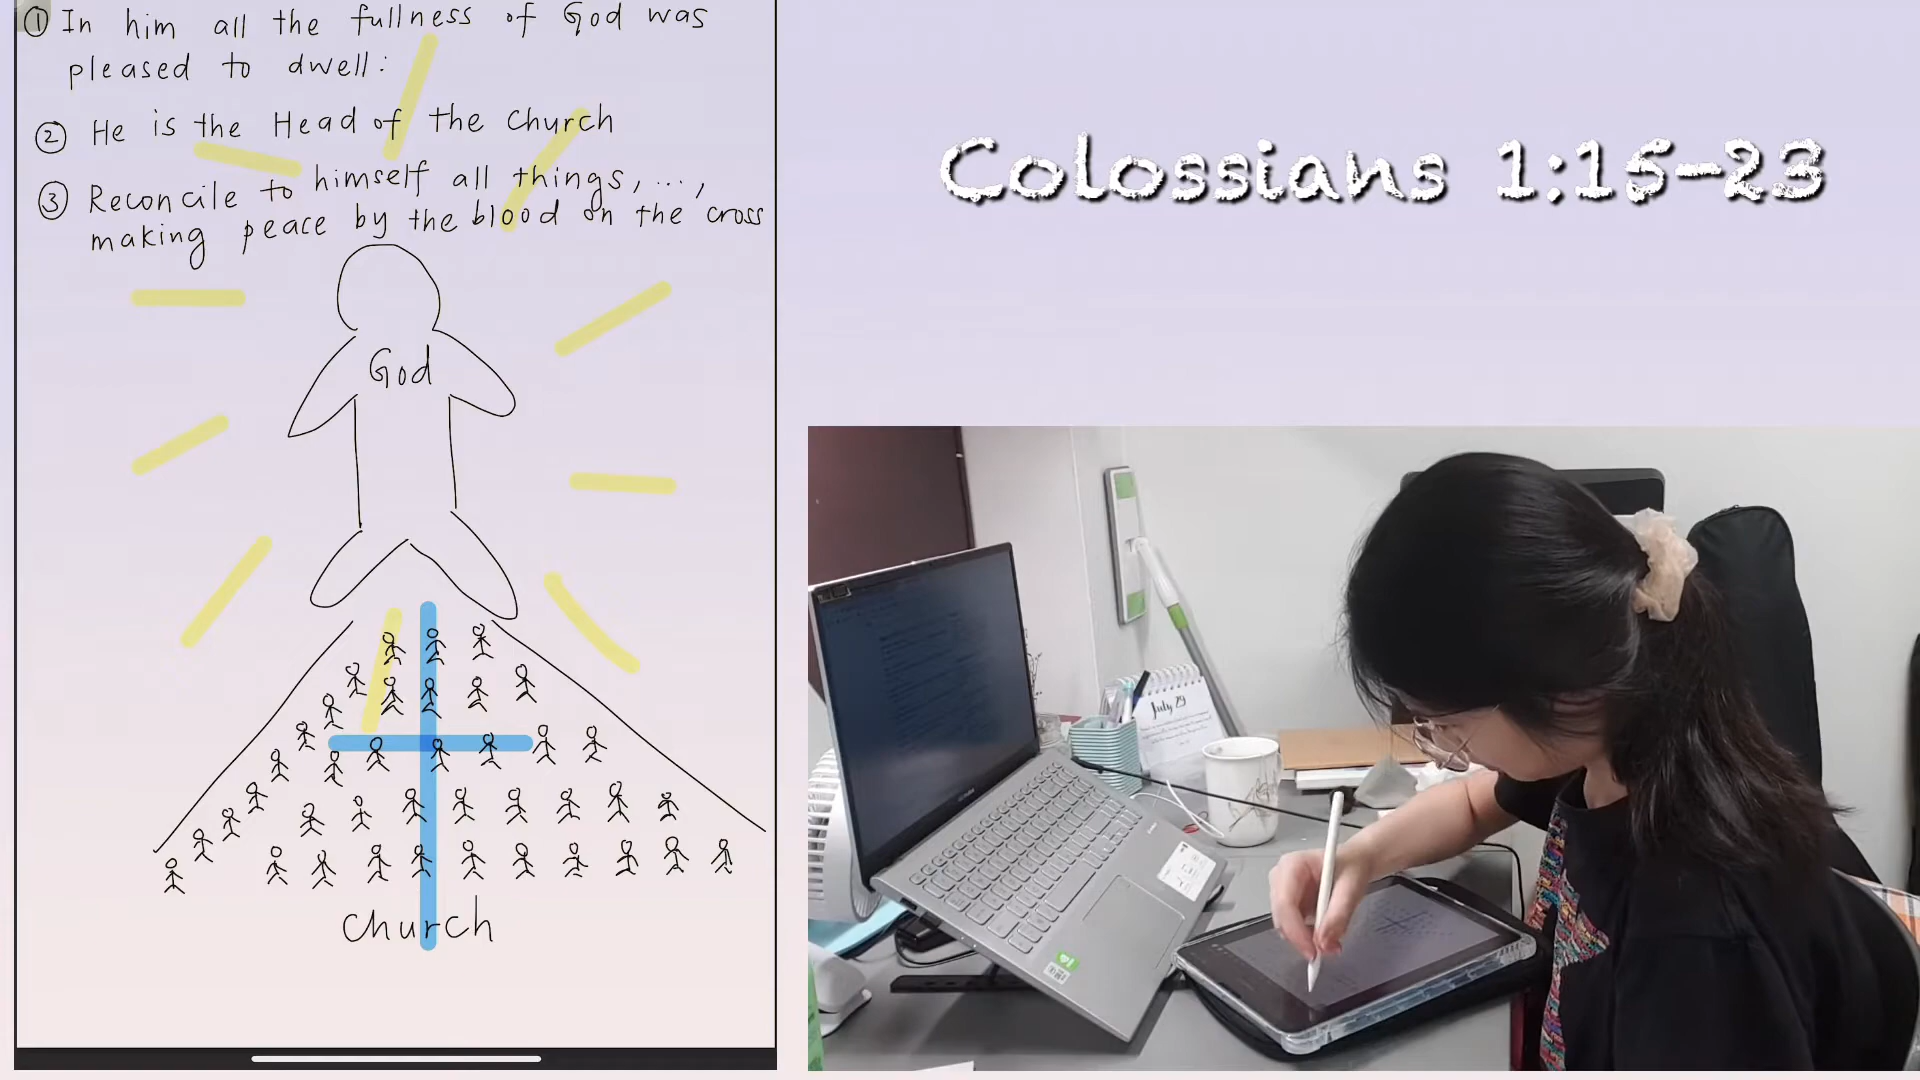 ① In him all the fullness of God was
pleased to dwell:
② He is the Head of the church
③ Reconcile to himself all things, ...,
making peace by the blood on the cross
God
church
Colossians 1:15-23
July 29